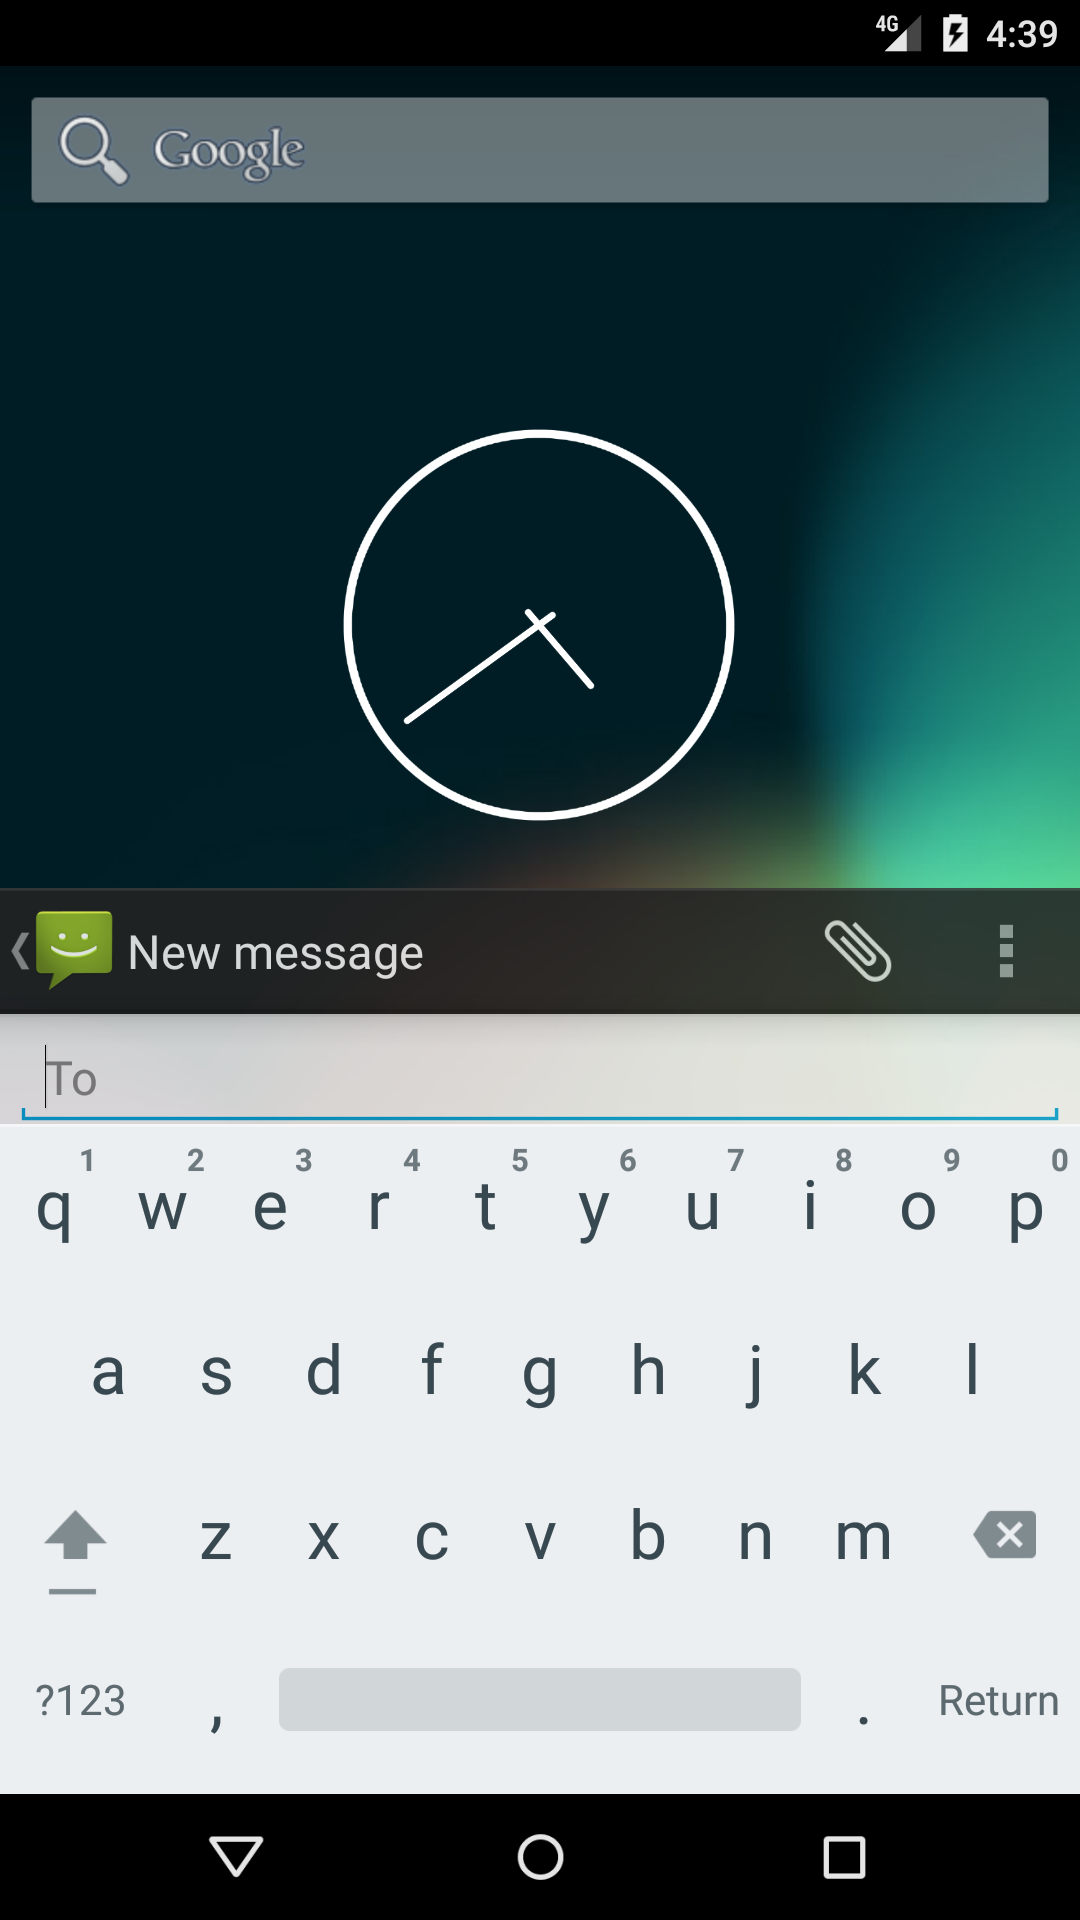 4G 4:39
Google
New message
To
1 2 3 4 5 6 7 8 9 0
q w e r t y u i o p
a s d f g h j k l
z x c v b n m
?123 , . Return